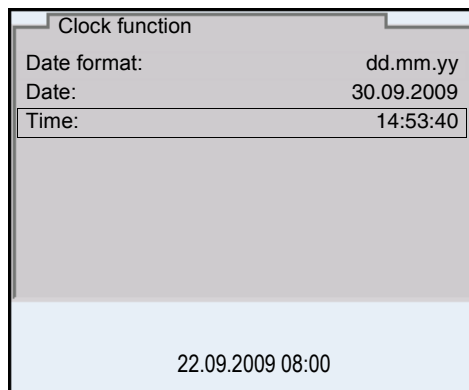 Clock function
Date format: dd.mm.yy
Date: 30.09.2009
Time: 14:53:40
22.09.2009 08:00